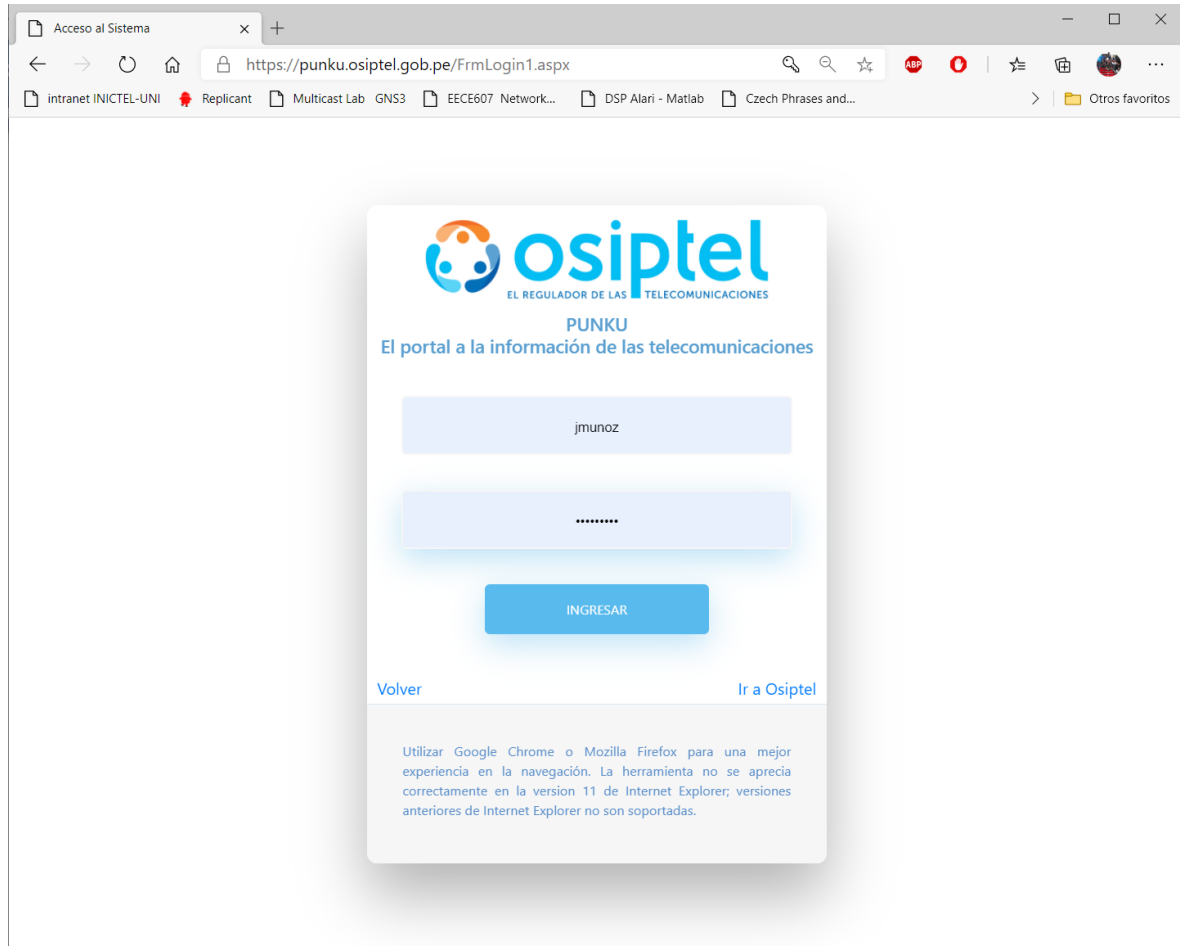 Acceso al Sistema
https://punku.osiptel.gob.pe/FrmLogin1.aspx
ABP
intranet INICTEL-UNI Replicant Multicast Lab GNS3 EECE607 Network... DSP Alari - Matlab Czech Phrases and... Otros favoritos
osiptel
EL REGULADOR DE LAS TELECOMUNICACIONES
PUNKU
El portal a la información de las telecomunicaciones
jmunoz
•••••••••
INGRESAR
Volver Ir a Osiptel
Utilizar Google Chrome o Mozilla Firefox para una mejor
experiencia en la navegación. La herramienta no se aprecia
correctamente en la version 11 de Internet Explorer; versiones
anteriores de Internet Explorer no son soportadas.